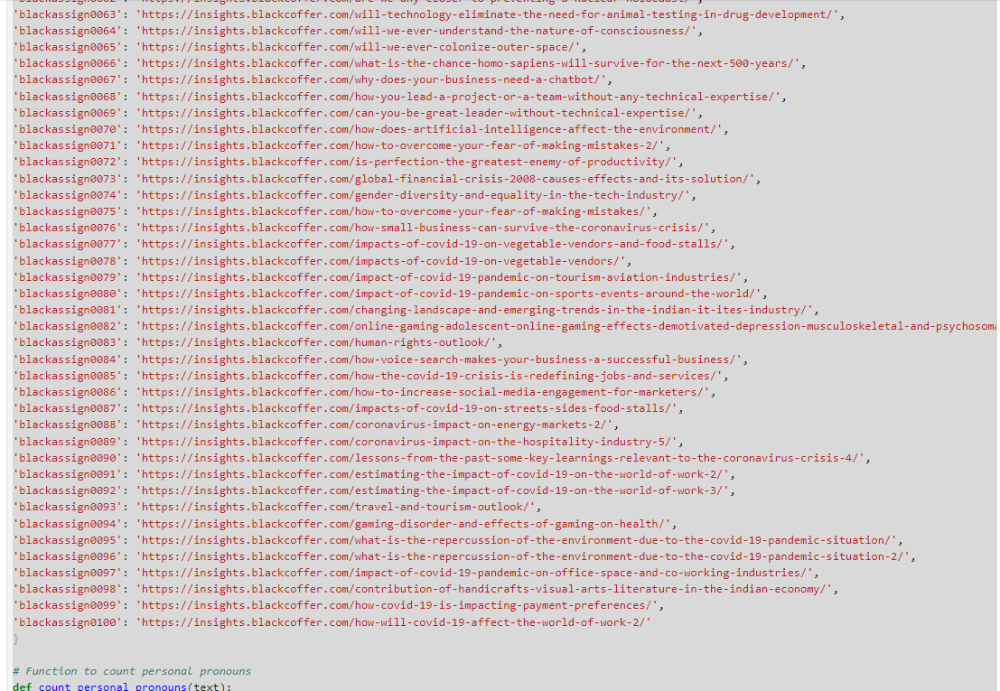 'blackassign0063': 'https://insights.blackcoffer.com/will-technology-eliminate-the-need-for-animal-testing-in-drug-development/',
'blackassign0064': 'https://insights.blackcoffer.com/will-we-ever-understand-the-nature-of-consciousness/',
'blackassign0065': 'https://insights.blackcoffer.com/will-we-ever-colonize-outer-space/',
'blackassign0066': 'https://insights.blackcoffer.com/what-is-the-chance-homo-sapiens-will-survive-for-the-next-500-years/',
'blackassign0067': 'https://insights.blackcoffer.com/why-does-your-business-need-a-chatbot/',
'blackassign0068': 'https://insights.blackcoffer.com/how-you-lead-a-project-or-a-team-without-any-technical-expertise/',
'blackassign0069': 'https://insights.blackcoffer.com/can-you-be-great-leader-without-technical-expertise/',
'blackassign0070': 'https://insights.blackcoffer.com/how-does-artificial-intelligence-affect-the-environment/',
'blackassign0071': 'https://insights.blackcoffer.com/how-to-overcome-your-fear-of-making-mistakes-2/',
'blackassign0072': 'https://insights.blackcoffer.com/is-perfection-the-greatest-enemy-of-productivity/',
'blackassign0073': 'https://insights.blackcoffer.com/global-financial-crisis-2008-causes-effects-and-its-solution/',
'blackassign0074': 'https://insights.blackcoffer.com/gender-diversity-and-equality-in-the-tech-industry/',
'blackassign0075': 'https://insights.blackcoffer.com/how-to-overcome-your-fear-of-making-mistakes/',
'blackassign0076': 'https://insights.blackcoffer.com/how-small-business-can-survive-the-coronavirus-crisis/',
'blackassign0077': 'https://insights.blackcoffer.com/impacts-of-covid-19-on-vegetable-vendors-and-food-stalls/',
'blackassign0078': 'https://insights.blackcoffer.com/impacts-of-covid-19-on-vegetable-vendors/',
'blackassign0079': 'https://insights.blackcoffer.com/impact-of-covid-19-pandemic-on-tourism-aviation-industries/',
'blackassign0080': 'https://insights.blackcoffer.com/impact-of-covid-19-pandemic-on-sports-events-around-the-world/',
'blackassign0081': 'https://insights.blackcoffer.com/changing-landscape-and-emerging-trends-in-the-indian-it-ites-industry/',
'blackassign0082': 'https://insights.blackcoffer.com/online-gaming-adolescent-online-gaming-effects-demotivated-depression-musculoskeletal-and-psychosoma
'blackassign0083': 'https://insights.blackcoffer.com/human-rights-outlook/',
'blackassign0084': 'https://insights.blackcoffer.com/how-voice-search-makes-your-business-a-successful-business/',
'blackassign0085': 'https://insights.blackcoffer.com/how-the-covid-19-crisis-is-redefining-jobs-and-services/',
'blackassign0086': 'https://insights.blackcoffer.com/how-to-increase-social-media-engagement-for-marketers/',
'blackassign0087': 'https://insights.blackcoffer.com/impacts-of-covid-19-on-streets-sides-food-stalls/',
'blackassign0088': 'https://insights.blackcoffer.com/coronavirus-impact-on-energy-markets-2/',
'blackassign0089': 'https://insights.blackcoffer.com/coronavirus-impact-on-the-hospitality-industry-5/',
'blackassign0090': 'https://insights.blackcoffer.com/lessons-from-the-past-some-key-learnings-relevant-to-the-coronavirus-crisis-4/',
'blackassign0091': 'https://insights.blackcoffer.com/estimating-the-impact-of-covid-19-on-the-world-of-work-2/',
'blackassign0092': 'https://insights.blackcoffer.com/estimating-the-impact-of-covid-19-on-the-world-of-work-3/',
'blackassign0093': 'https://insights.blackcoffer.com/travel-and-tourism-outlook/',
'blackassign0094': 'https://insights.blackcoffer.com/gaming-disorder-and-effects-of-gaming-on-health/',
'blackassign0095': 'https://insights.blackcoffer.com/what-is-the-repercussion-of-the-environment-due-to-the-covid-19-pandemic-situation/',
'blackassign0096': 'https://insights.blackcoffer.com/what-is-the-repercussion-of-the-environment-due-to-the-covid-19-pandemic-situation-2/',
'blackassign0097': 'https://insights.blackcoffer.com/impact-of-covid-19-pandemic-on-office-space-and-co-working-industries/',
'blackassign0098': 'https://insights.blackcoffer.com/contribution-of-handicrafts-visual-arts-literature-in-the-indian-economy/',
'blackassign0099': 'https://insights.blackcoffer.com/how-covid-19-is-impacting-payment-preferences/',
'blackassign0100': 'https://insights.blackcoffer.com/how-will-covid-19-affect-the-world-of-work-2/'
}
# Function to count personal pronouns
def count_personal_pronouns(text):